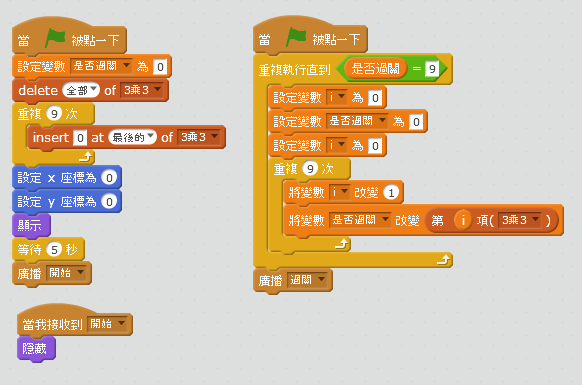 當 被點一下
設定變數 是否過關 為 0
delete 全部 of 3乘3
重複 9 次
insert 0 at 最後的 of 3乘3
設定 x 座標為 0
設定 y 座標為 0
顯示
等待 5 秒
廣播 開始
當我接收到 開始
隱藏
當 被點一下
重複執行直到 是否過關 = 9
設定變數 i 為 0
設定變數 是否過關 為 0
設定變數 i 為 0
重複 9 次
將變數 i 改變 1
將變數 是否過關 改變 第 i 項( 3乘3 )
廣播 過關